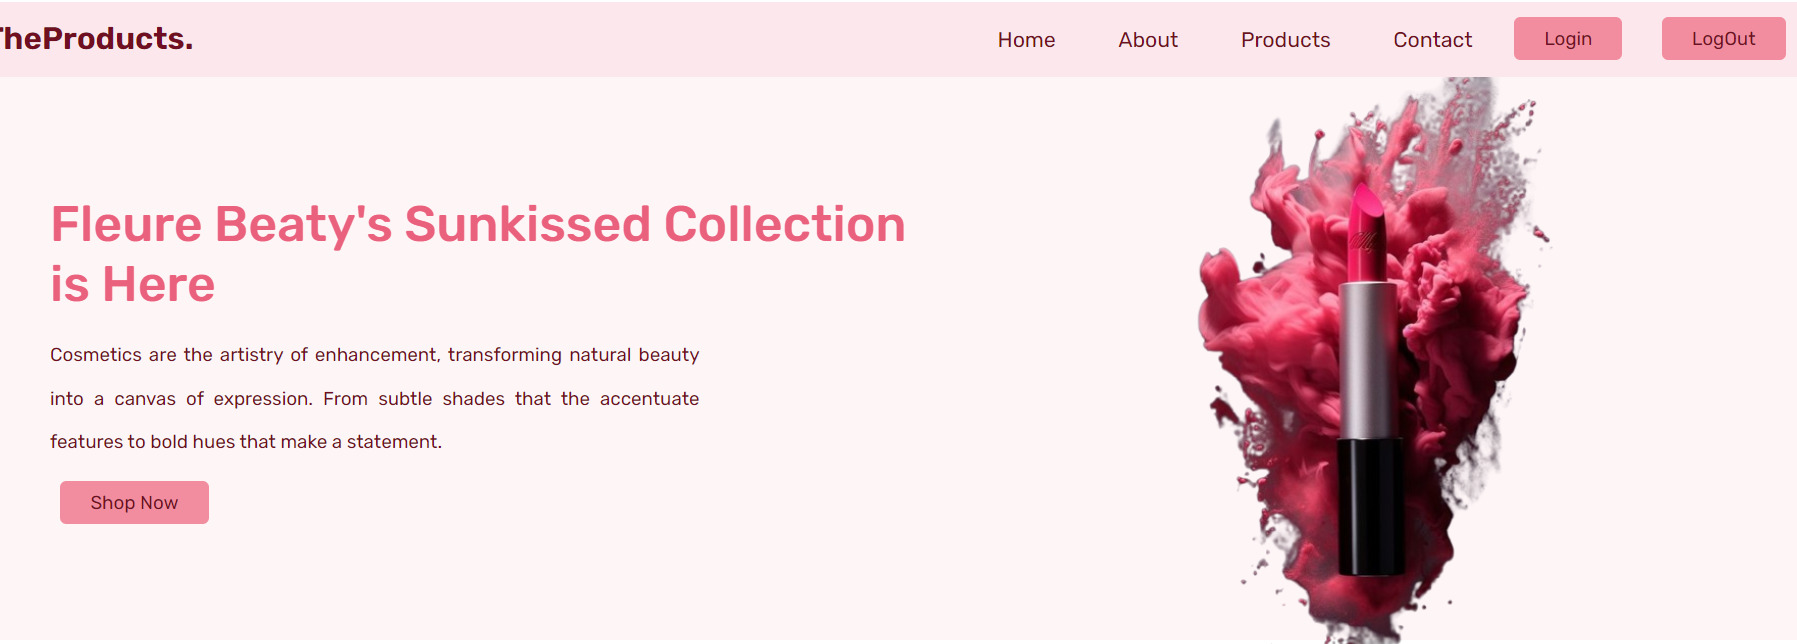 TheProducts.
Home About Products Contact Login LogOut
Fleure Beaty's Sunkissed Collection
is Here
Cosmetics are the artistry of enhancement, transforming natural beauty
into a canvas of expression. From subtle shades that the accentuate
features to bold hues that make a statement.
Shop Now